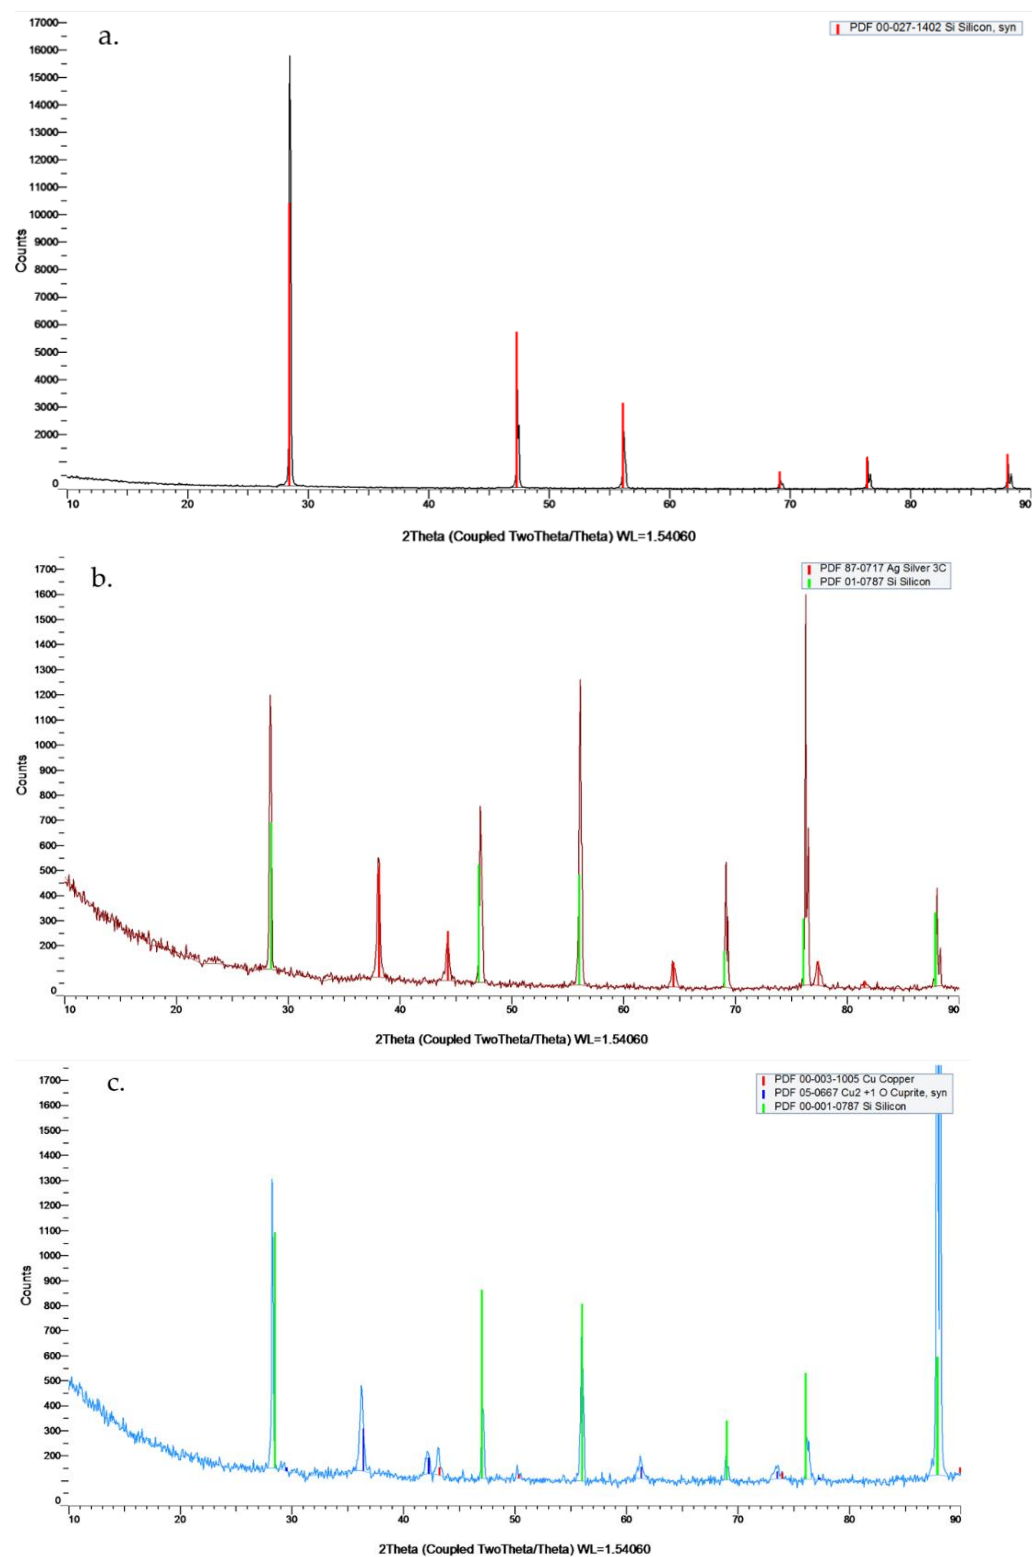 a.
PDF 00-027-1402 Si Silicon, syn
17000
16000
15000
14000
13000
12000
11000
10000
9000
8000
7000
6000
5000
4000
3000
2000
0
Counts
10 20 30 40 50 60 70 80 90
2Theta (Coupled TwoTheta/Theta) WL=1.54060
b.
PDF 87-0717 Ag Silver 3C
PDF 01-0787 Si Silicon
1700
1600
1500
1400
1300
1200
1100
1000
900
800
700
600
500
400
300
200
0
Counts
10 20 30 40 50 60 70 80 90
2Theta (Coupled TwoTheta/Theta) WL=1.54060
c.
PDF 00-003-1005 Cu Copper
PDF 05-0667 Cu2 +1 O Cuprite, syn
PDF 00-001-0787 Si Silicon
1700
1600
1500
1400
1300
1200
1100
1000
900
800
700
600
500
400
300
200
0
Counts
10 20 30 40 50 60 70 80 90
2Theta (Coupled TwoTheta/Theta) WL=1.54060